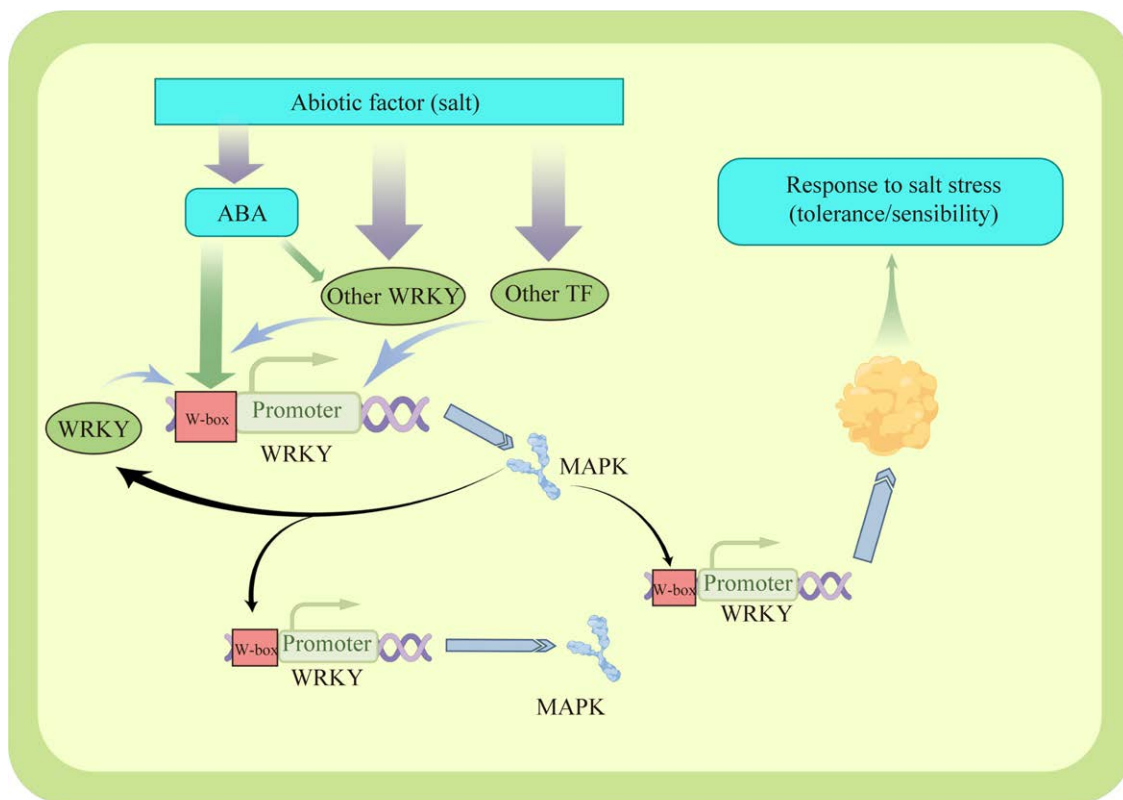 Abiotic factor (salt)
ABA
Response to salt stress
(tolerance/sensibility)
Other WRKY
Other TF
W-box
Promoter
WRKY
WRKY
MAPK
W-box
Promoter
WRKY
W-box
Promoter
WRKY
MAPK